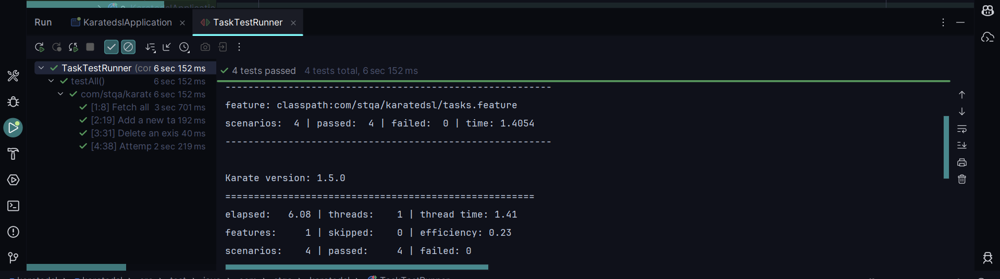 Run KaratedslApplication TaskTestRunner
TaskTestRunner (cor 6 sec 152 ms
testAll() 6 sec 152 ms
com/stqa/karate 6 sec 152 ms
[1:8] Fetch all 3 sec 701 ms
[2:19] Add a new ta 192 ms
[3:31] Delete an exis 40 ms
[4:38] Attemp 2 sec 219 ms
4 tests passed 4 tests total, 6 sec 152 ms
---------------------------------------------------------
feature: classpath:com/stqa/karatedsl/tasks.feature
scenarios:  4 | passed:  4 | failed:  0 | time: 1.4054
---------------------------------------------------------
Karate version: 1.5.0
======================================================
elapsed:   6.08 | threads:    1 | thread time: 1.41
features:     1 | skipped:    0 | efficiency: 0.23
scenarios:    4 | passed:     4 | failed: 0